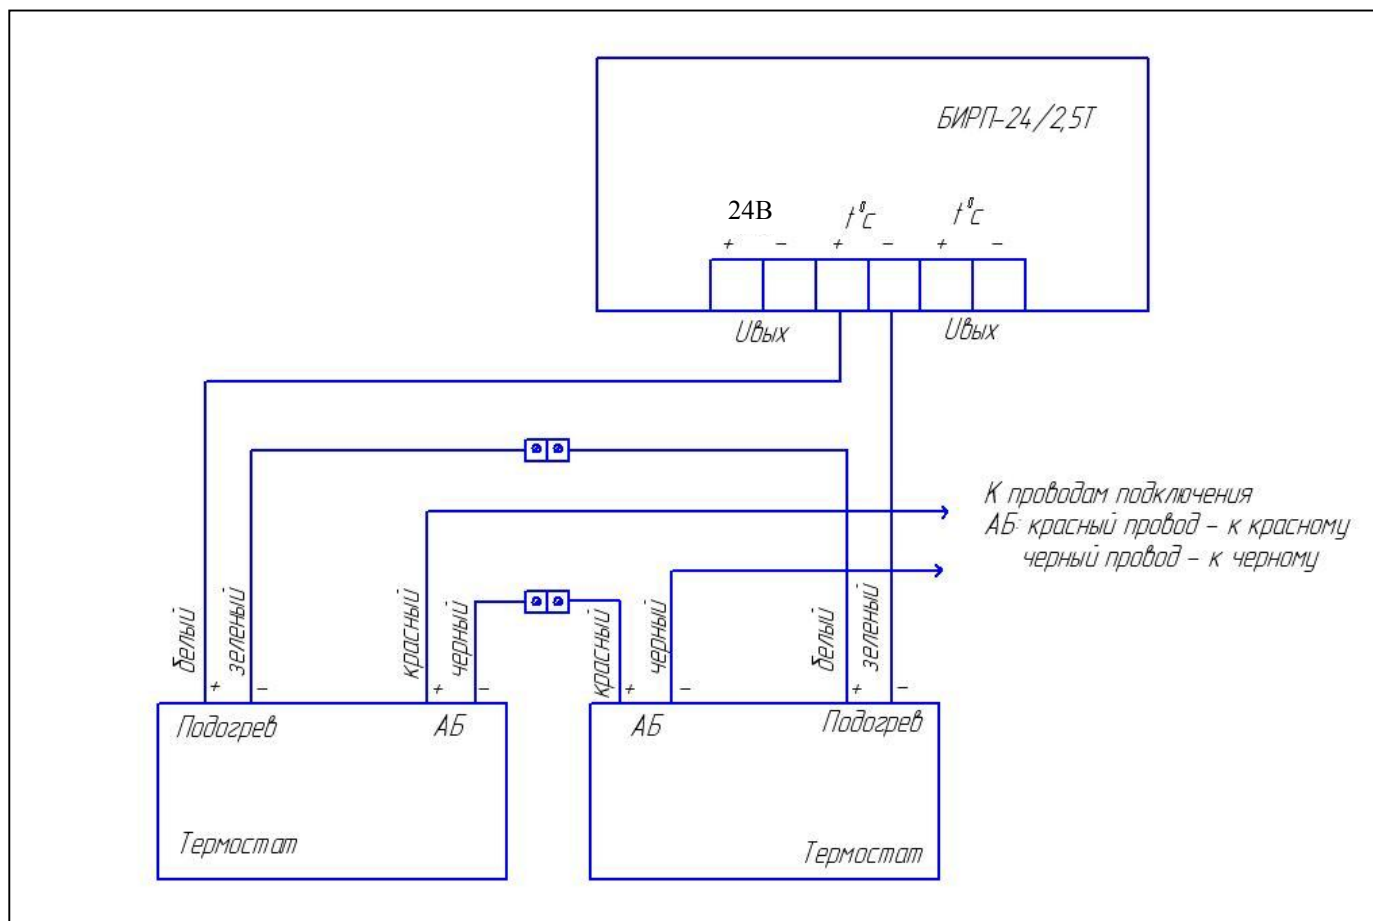 БИРП-24/2,5Т
24В
t°c
t°c
+ − + − + −
Uвых
Uвых
К проводам подключения
АБ: красный провод – к красному
черный провод – к черному
белый
зеленый
красный
черный
красный
черный
белый
зеленый
+ − + − + − + −
Подогрев
АБ
АБ
Подогрев
Термостат
Термостат